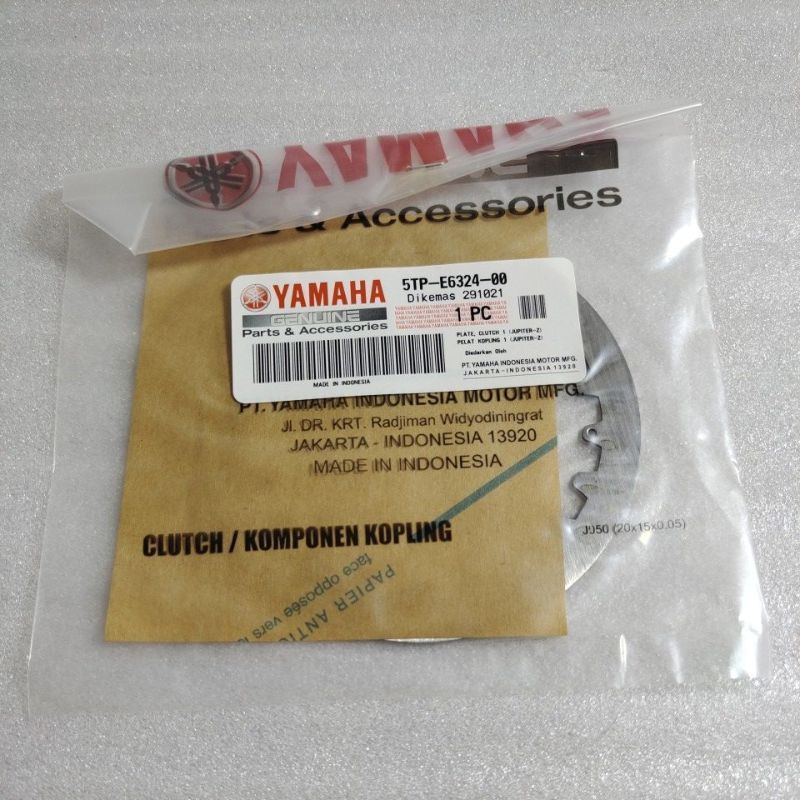 YAMAHA
& Accessories
YAMAHA
GENUINE
Parts & Accessories
5TP-E6324-00
Dikemas 291021
1 PC
PLATE, CLUTCH 1 (JUPITER-Z)
PELAT KOPLING 1 (JUPITER-Z)
Diedarkan Oleh
PT.YAMAHA INDONESIA MOTOR MFG.
JAKARTA-INDONESIA 13920
MADE IN INDONESIA
PT. YAMAHA INDONESIA MOTOR MFG.
Jl. DR. KRT. Radjiman Widyodiningrat
JAKARTA - INDONESIA 13920
MADE IN INDONESIA
J050 (20x15x0.05)
CLUTCH / KOMPONEN KOPLING
PAPIER ANTI
face opposée vers